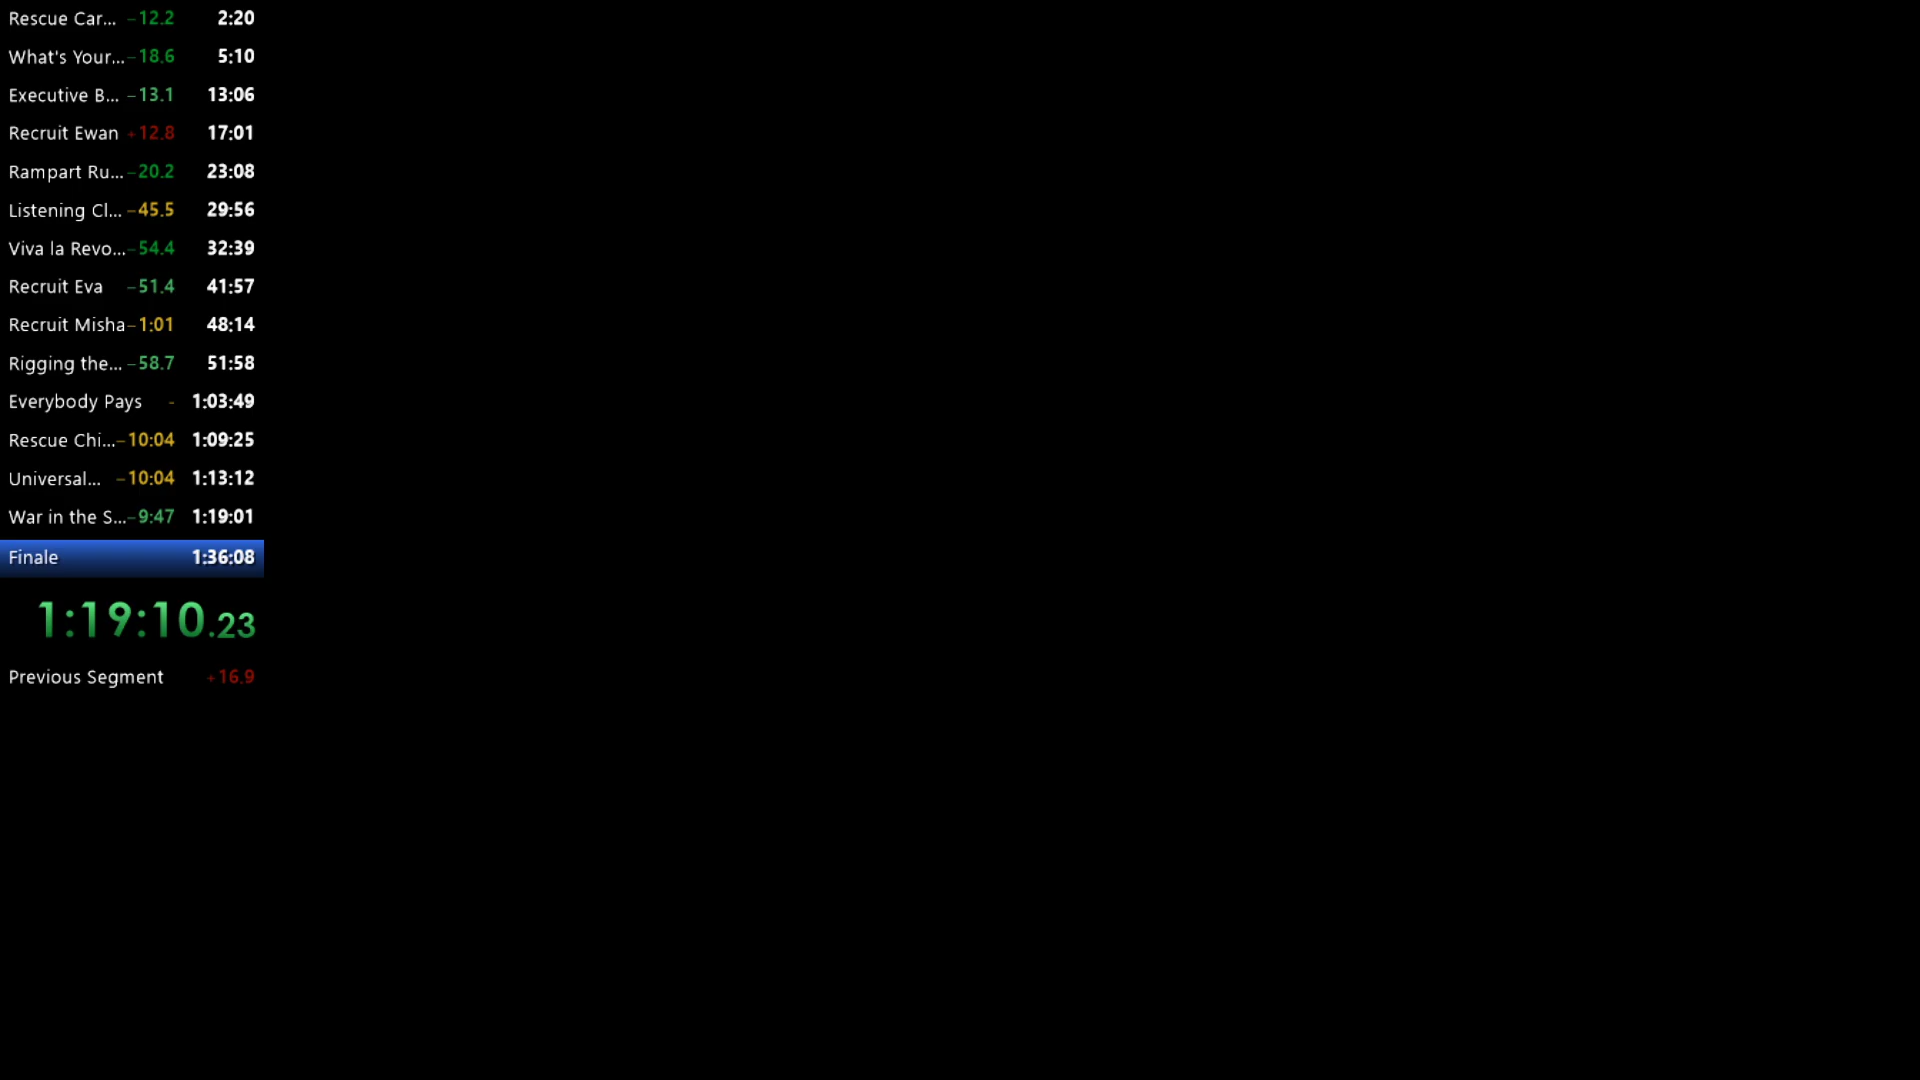 Rescue Car... −12.2 2:20
What's Your... −18.6 5:10
Executive B... −13.1 13:06
Recruit Ewan +12.8 17:01
Rampart Ru... −20.2 23:08
Listening Cl... −45.5 29:56
Viva la Revo... −54.4 32:39
Recruit Eva −51.4 41:57
Recruit Misha −1:01 48:14
Rigging the... −58.7 51:58
Everybody Pays - 1:03:49
Rescue Chi... −10:04 1:09:25
Universal... −10:04 1:13:12
War in the S... −9:47 1:19:01
Finale 1:36:08
1:19:10.23
Previous Segment +16.9